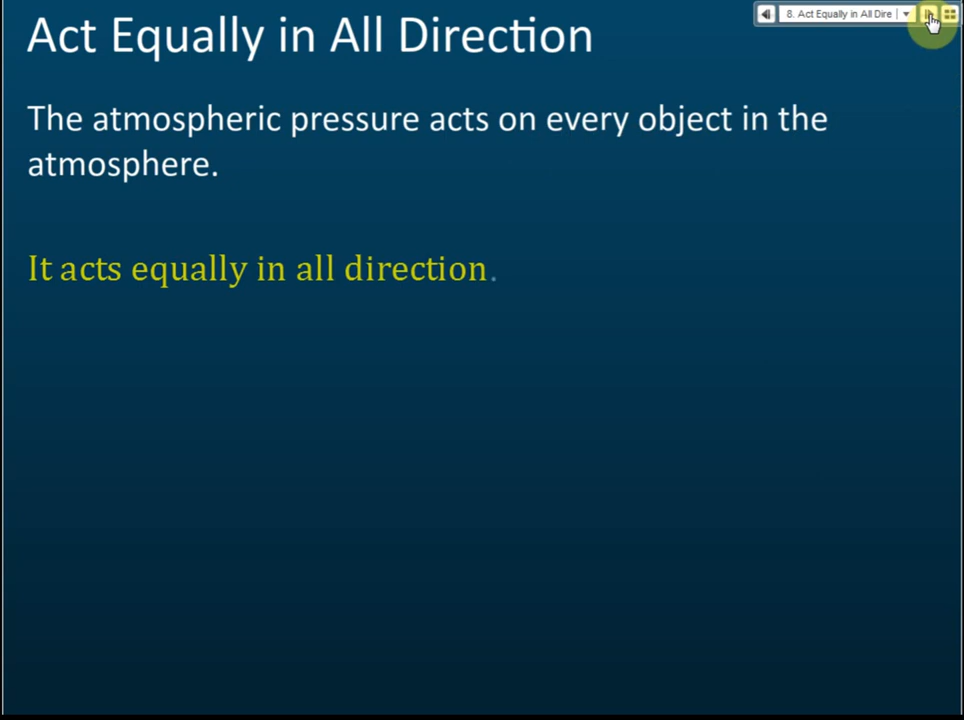 8. Act Equally in All Dire
Act Equally in All Direction
The atmospheric pressure acts on every object in the
atmosphere.
It acts equally in all direction.